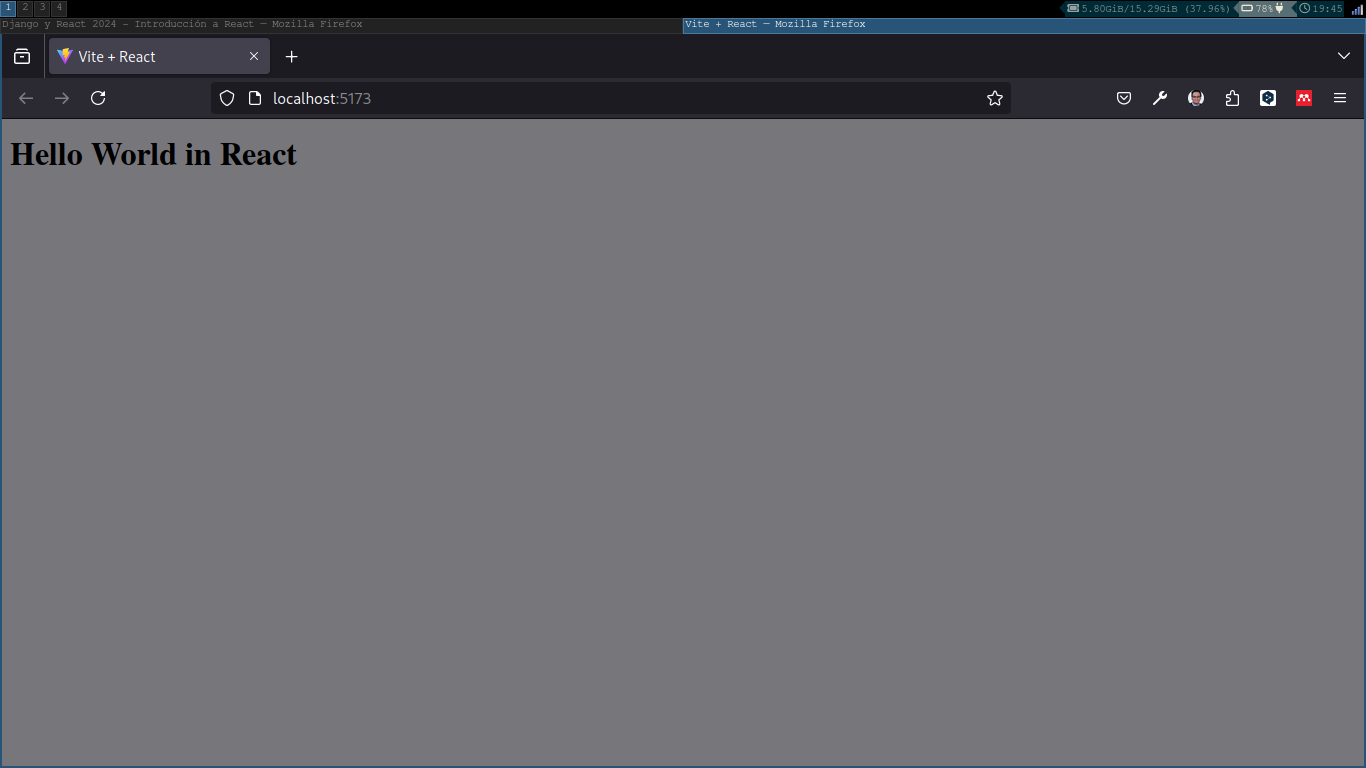 1 2 3 4 5.80GiB/15.29GiB (37.96%) 78% 19:45
Django y React 2024 - Introducción a React — Mozilla Firefox Vite + React — Mozilla Firefox
Vite + React
localhost:5173
Hello World in React